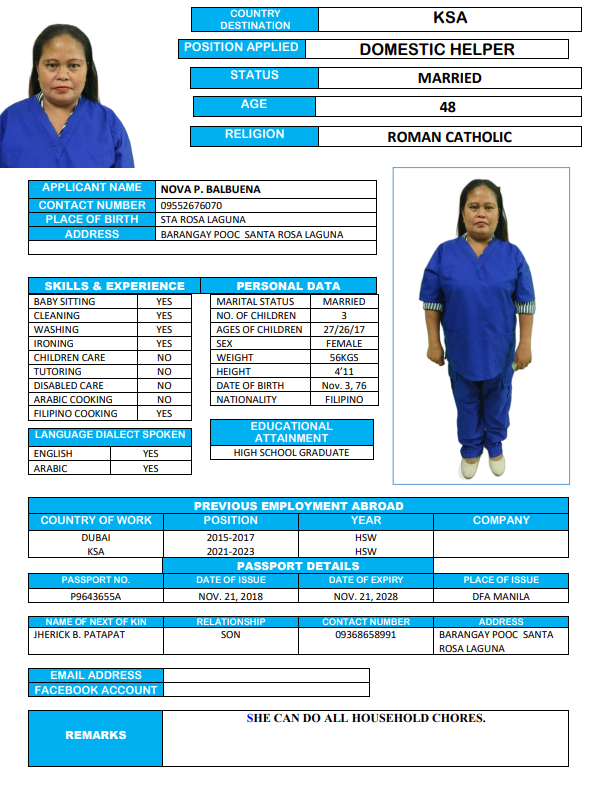 COUNTRY DESTINATION KSA
POSITION APPLIED DOMESTIC HELPER
STATUS MARRIED
AGE 48
RELIGION ROMAN CATHOLIC
APPLICANT NAME NOVA P. BALBUENA
CONTACT NUMBER 09552676070
PLACE OF BIRTH STA ROSA LAGUNA
ADDRESS BARANGAY POOC SANTA ROSA LAGUNA
SKILLS & EXPERIENCE PERSONAL DATA
BABY SITTING YES MARITAL STATUS MARRIED
CLEANING YES NO. OF CHILDREN 3
WASHING YES AGES OF CHILDREN 27/26/17
IRONING YES SEX FEMALE
CHILDREN CARE NO WEIGHT 56KGS
TUTORING NO HEIGHT 4’11
DISABLED CARE NO DATE OF BIRTH Nov. 3, 76
ARABIC COOKING NO NATIONALITY FILIPINO
FILIPINO COOKING YES
LANGUAGE DIALECT SPOKEN
ENGLISH YES
ARABIC YES
EDUCATIONAL ATTAINMENT
HIGH SCHOOL GRADUATE
PREVIOUS EMPLOYMENT ABROAD
COUNTRY OF WORK POSITION YEAR COMPANY
DUBAI 2015-2017 HSW
KSA 2021-2023 HSW
PASSPORT DETAILS
PASSPORT NO. DATE OF ISSUE DATE OF EXPIRY PLACE OF ISSUE
P9643655A NOV. 21, 2018 NOV. 21, 2028 DFA MANILA
NAME OF NEXT OF KIN RELATIONSHIP CONTACT NUMBER ADDRESS
JHERICK B. PATAPAT SON 09368658991 BARANGAY POOC SANTA
ROSA LAGUNA
EMAIL ADDRESS
FACEBOOK ACCOUNT
REMARKS SHE CAN DO ALL HOUSEHOLD CHORES.